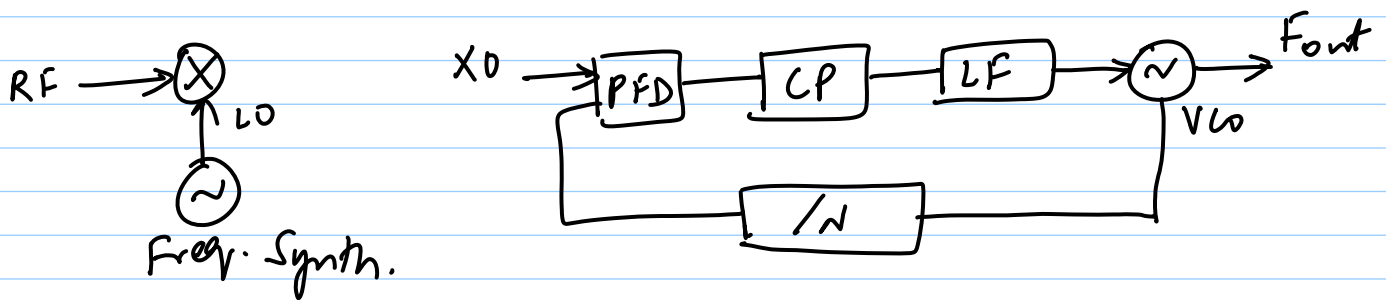 RF
LO
Freq. Synth.
XO
PFD
CP
LF
VCO
Fout
/N